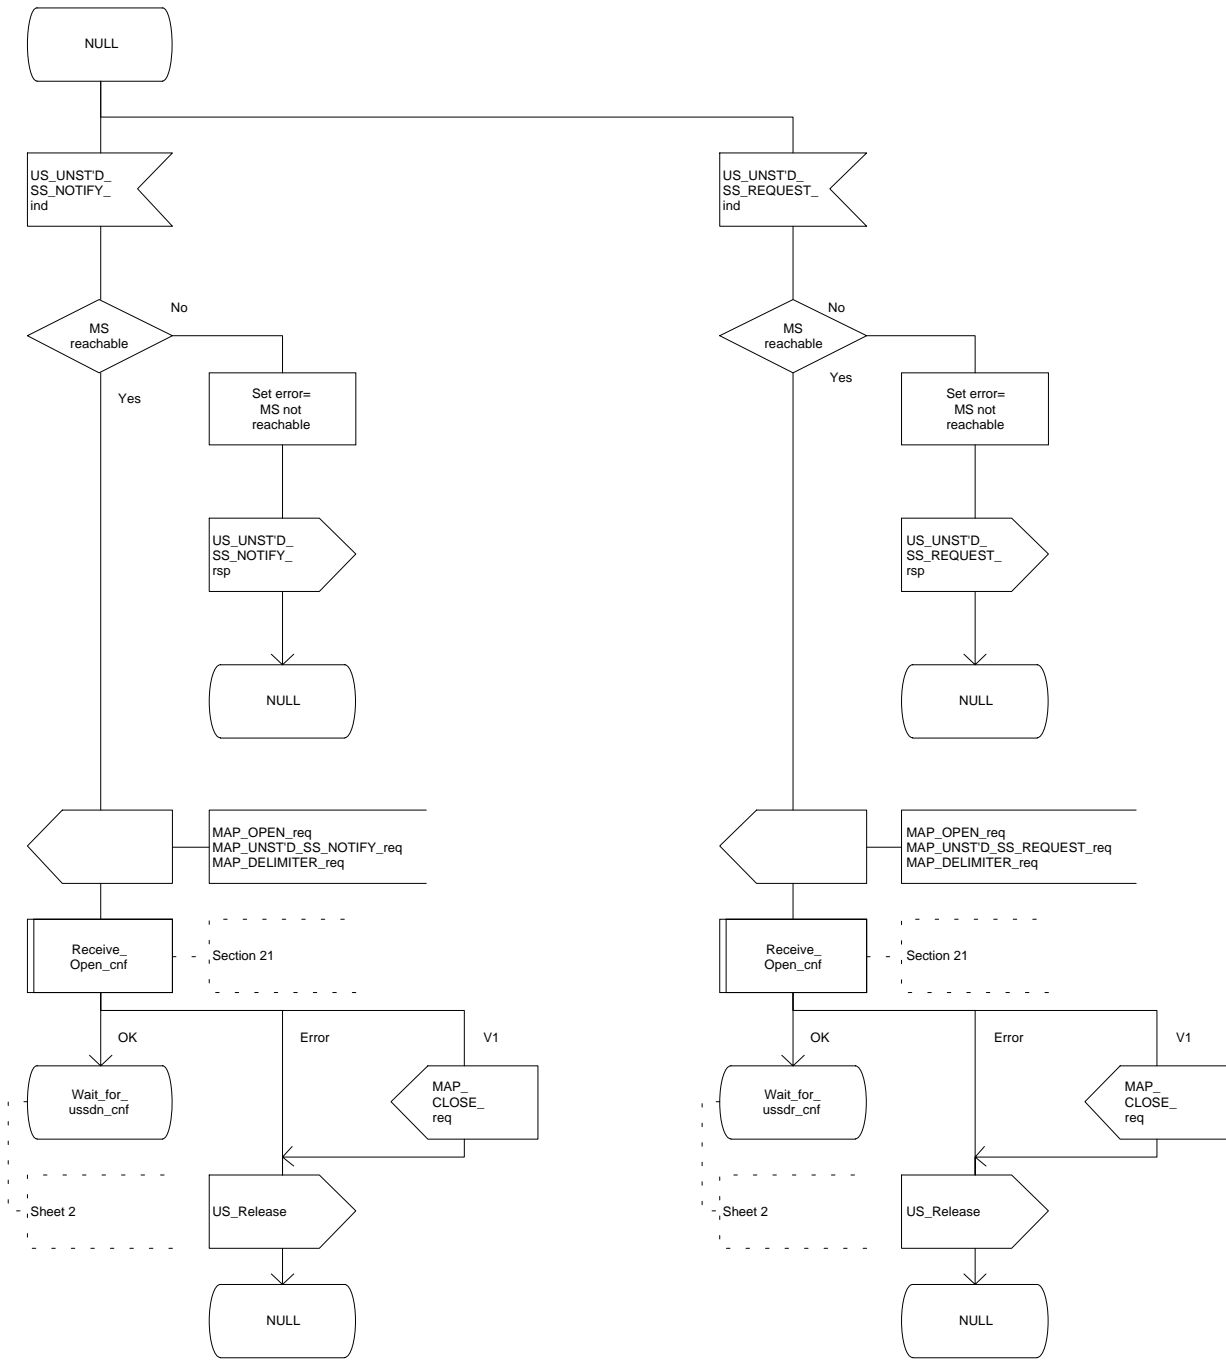 NULL
US_UNST'D_
SS_NOTIFY_
ind
US_UNST'D_
SS_REQUEST_
ind
No
MS
reachable
Yes
No
MS
reachable
Yes
Set error=
MS not
reachable
Set error=
MS not
reachable
US_UNST'D_
SS_NOTIFY_
rsp
US_UNST'D_
SS_REQUEST_
rsp
NULL
NULL
MAP_OPEN_req
MAP_UNST'D_SS_NOTIFY_req
MAP_DELIMITER_req
MAP_OPEN_req
MAP_UNST'D_SS_REQUEST_req
MAP_DELIMITER_req
Receive_
Open_cnf
Section 21
Receive_
Open_cnf
Section 21
OK
Error
V1
OK
Error
V1
Wait_for_
ussdn_cnf
MAP_
CLOSE_
req
Wait_for_
ussdr_cnf
MAP_
CLOSE_
req
Sheet 2
US_Release
Sheet 2
US_Release
NULL
NULL